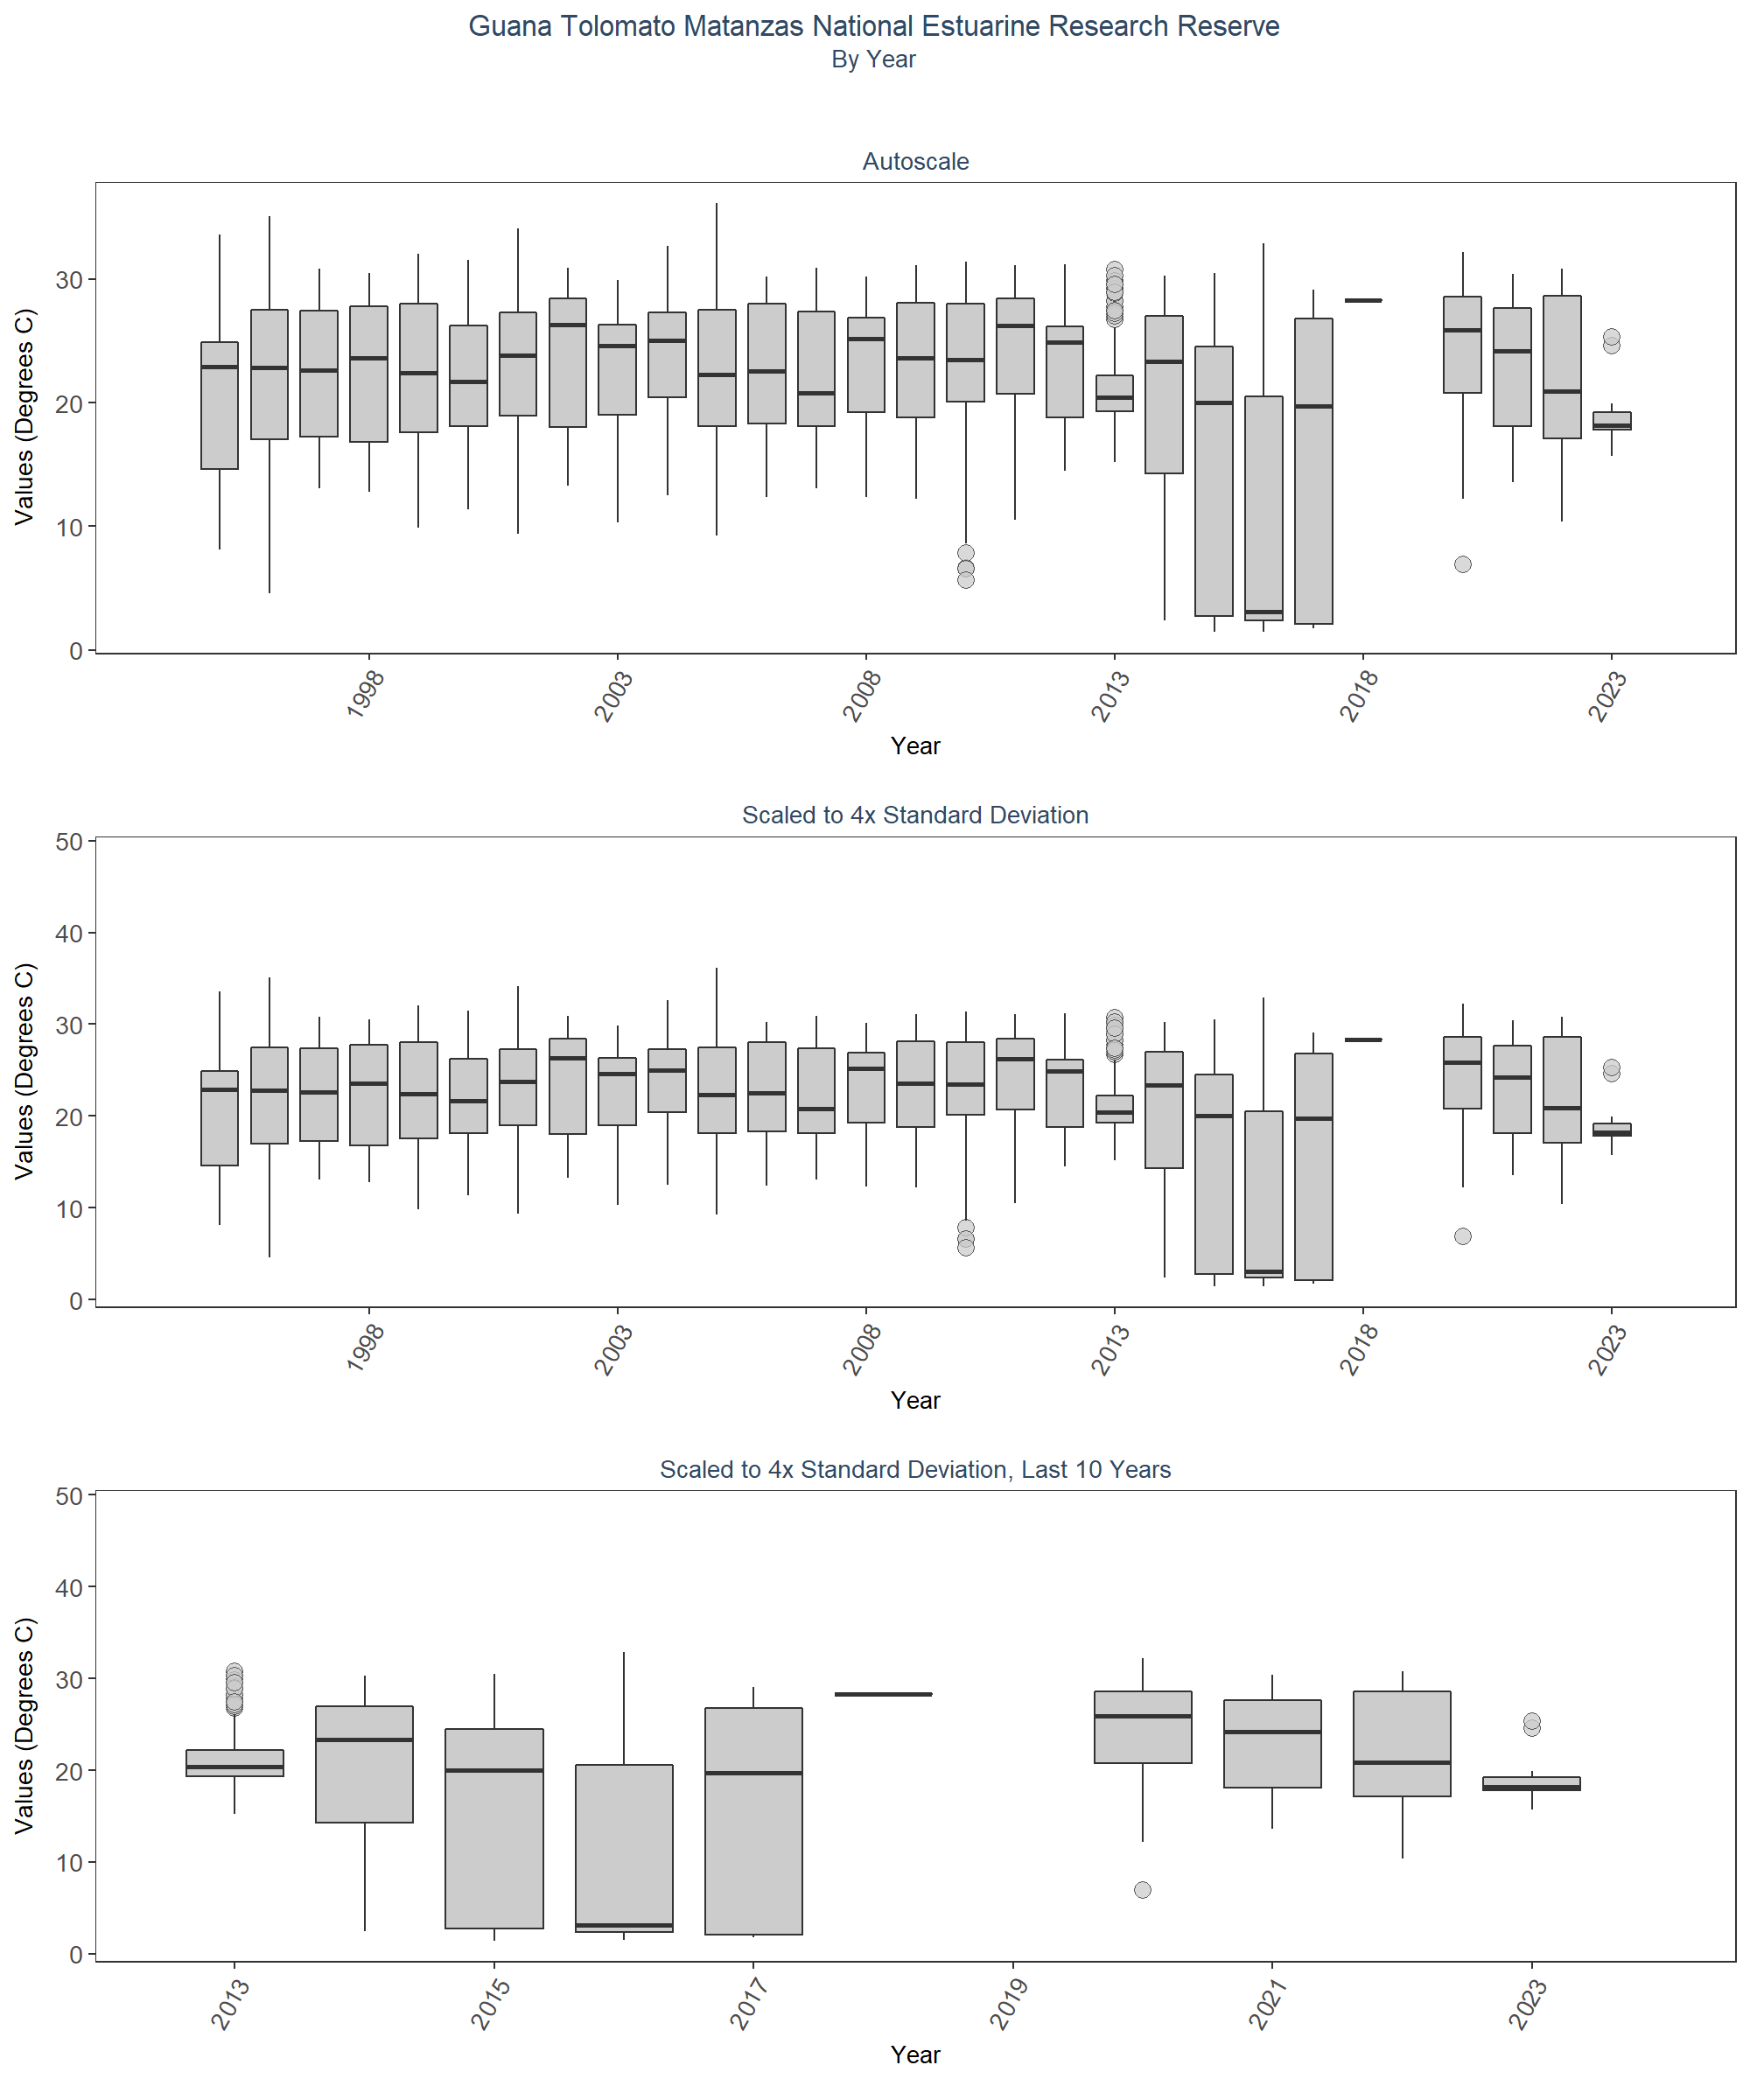 Guana Tolomato Matanzas National Estuarine Research Reserve
By Year
Autoscale
Values (Degrees C)
30
20
10
0
1998 2003 2008 2013 2018 2023
Year
Scaled to 4x Standard Deviation
Values (Degrees C)
50
40
30
20
10
0
1998 2003 2008 2013 2018 2023
Year
Scaled to 4x Standard Deviation, Last 10 Years
Values (Degrees C)
50
40
30
20
10
0
2013 2015 2017 2019 2021 2023
Year